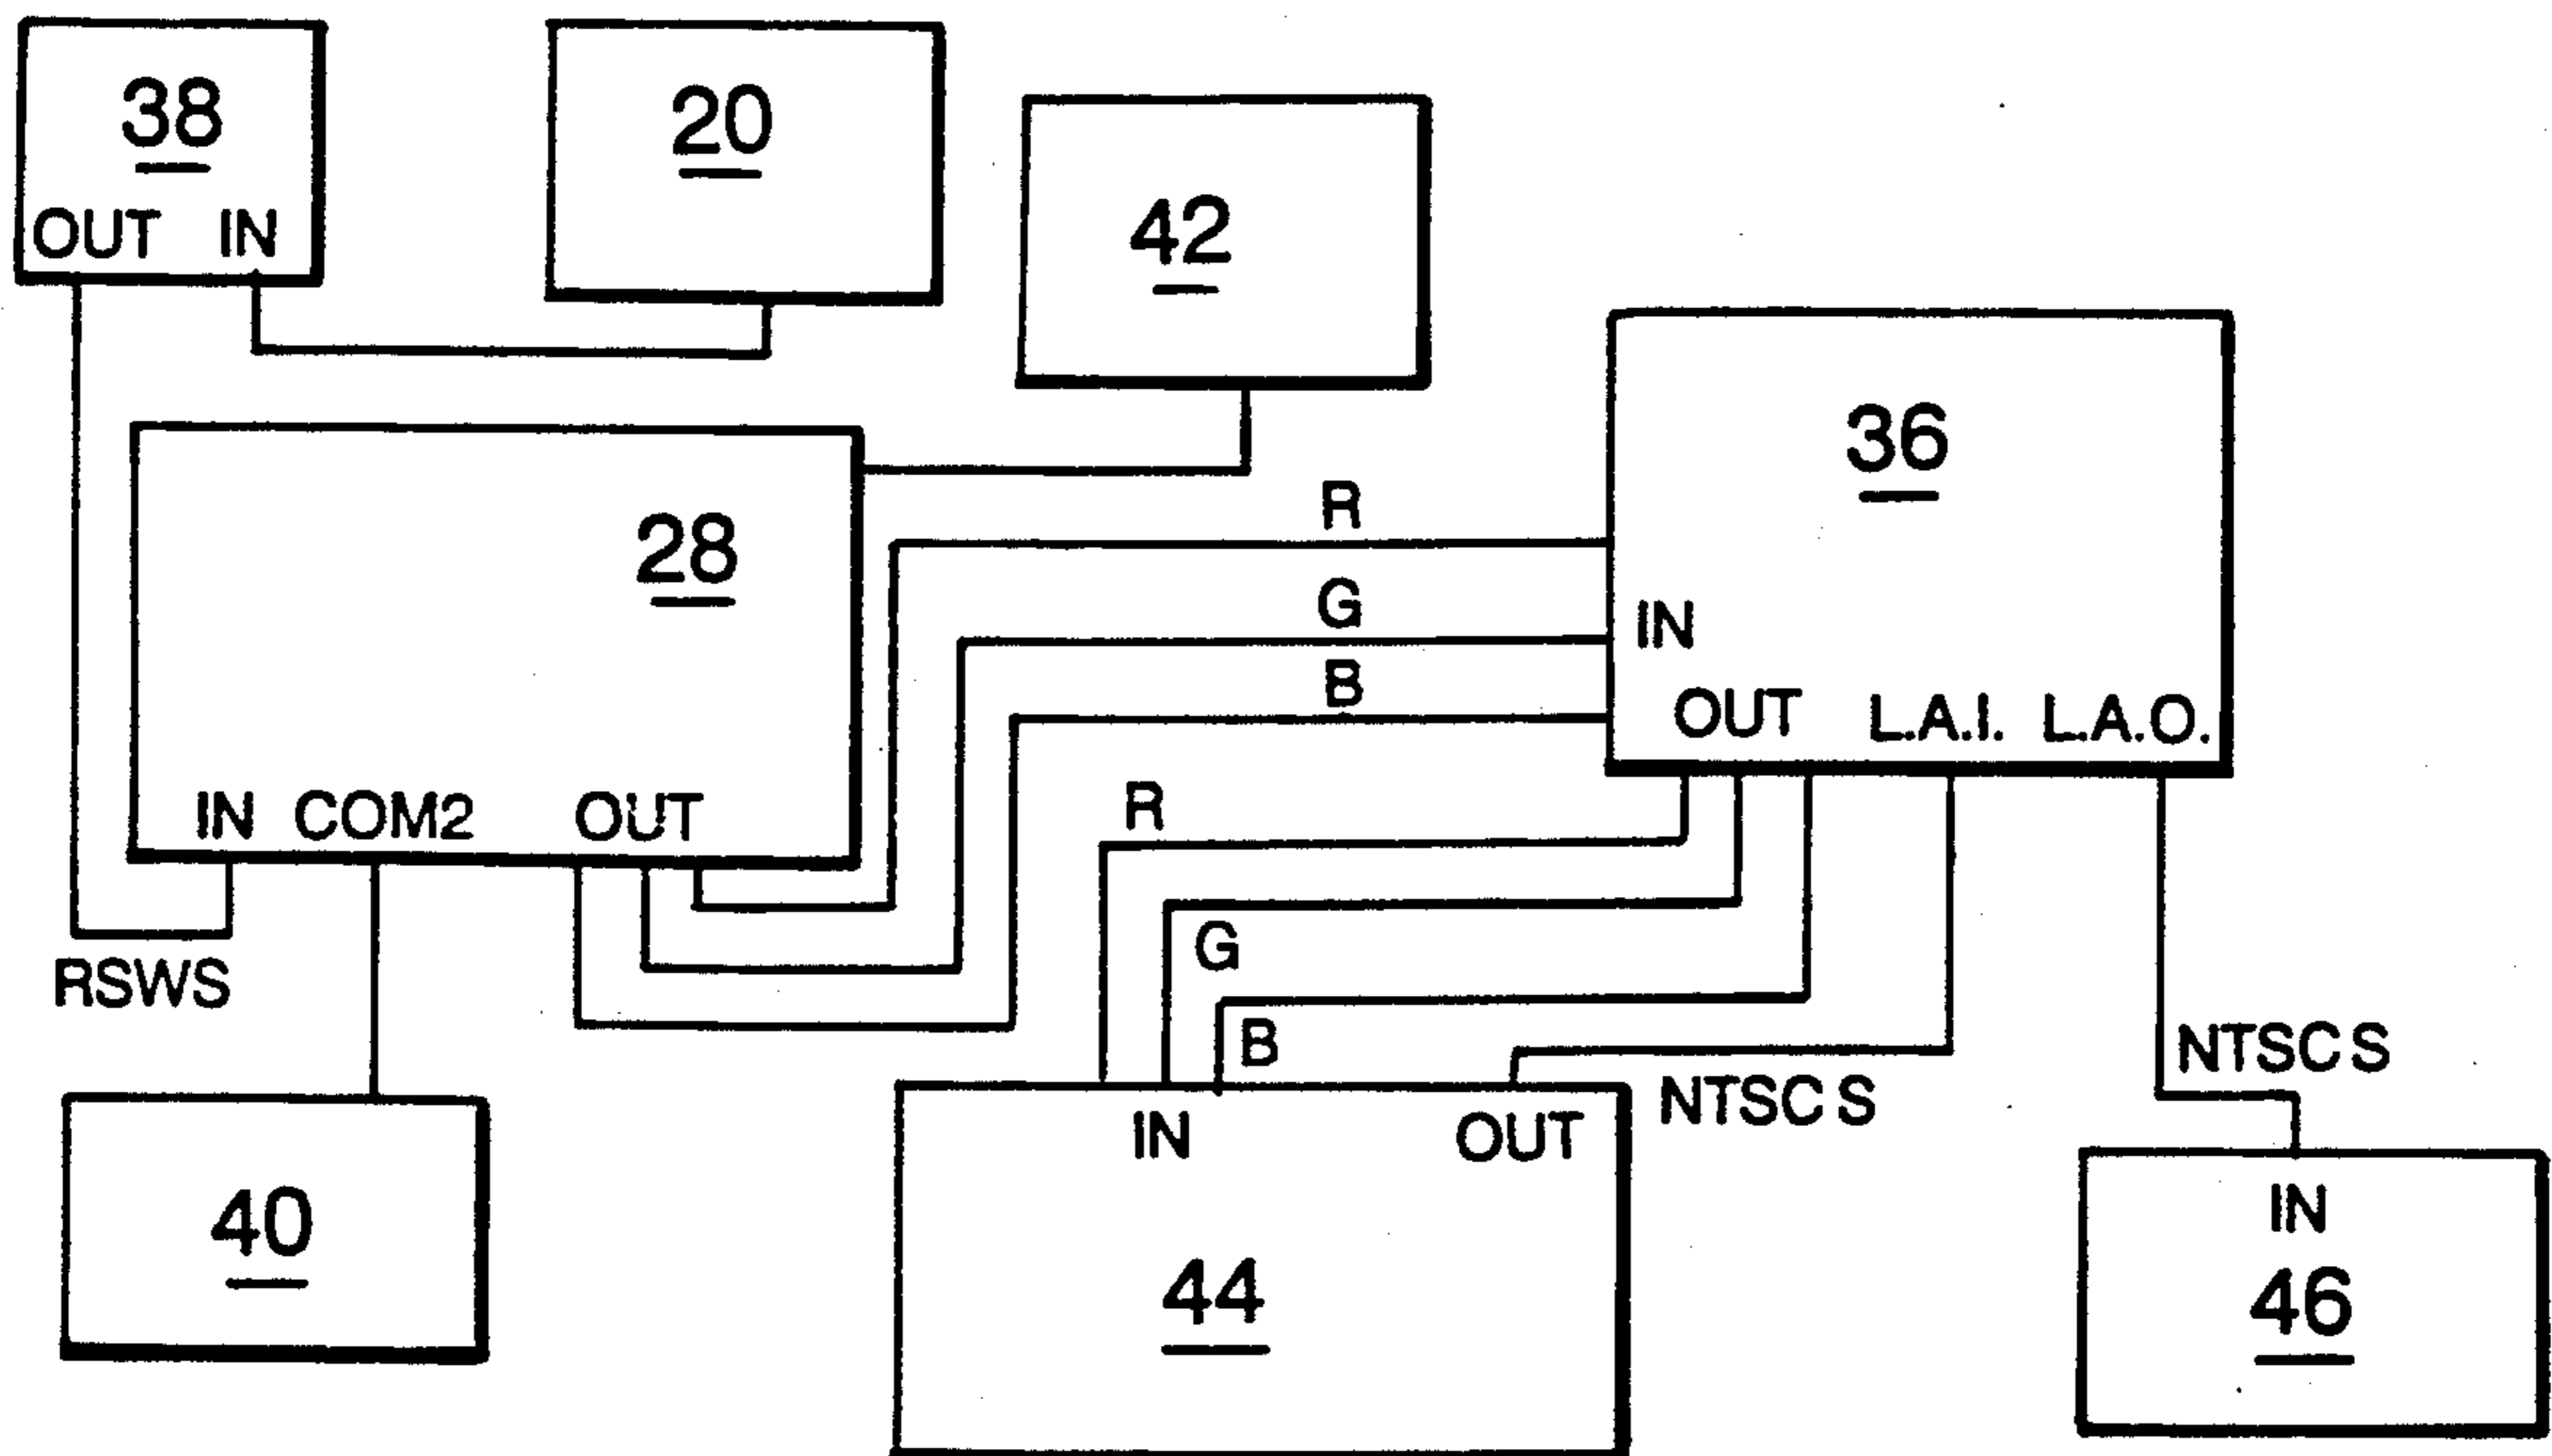 38
OUT IN
20
42
36
IN
OUT L.A.I. L.A.O.
28
IN COM2 OUT
R
G
B
RSWS
R
G
B
NTSC S
NTSC S
40
IN OUT
44
IN
46